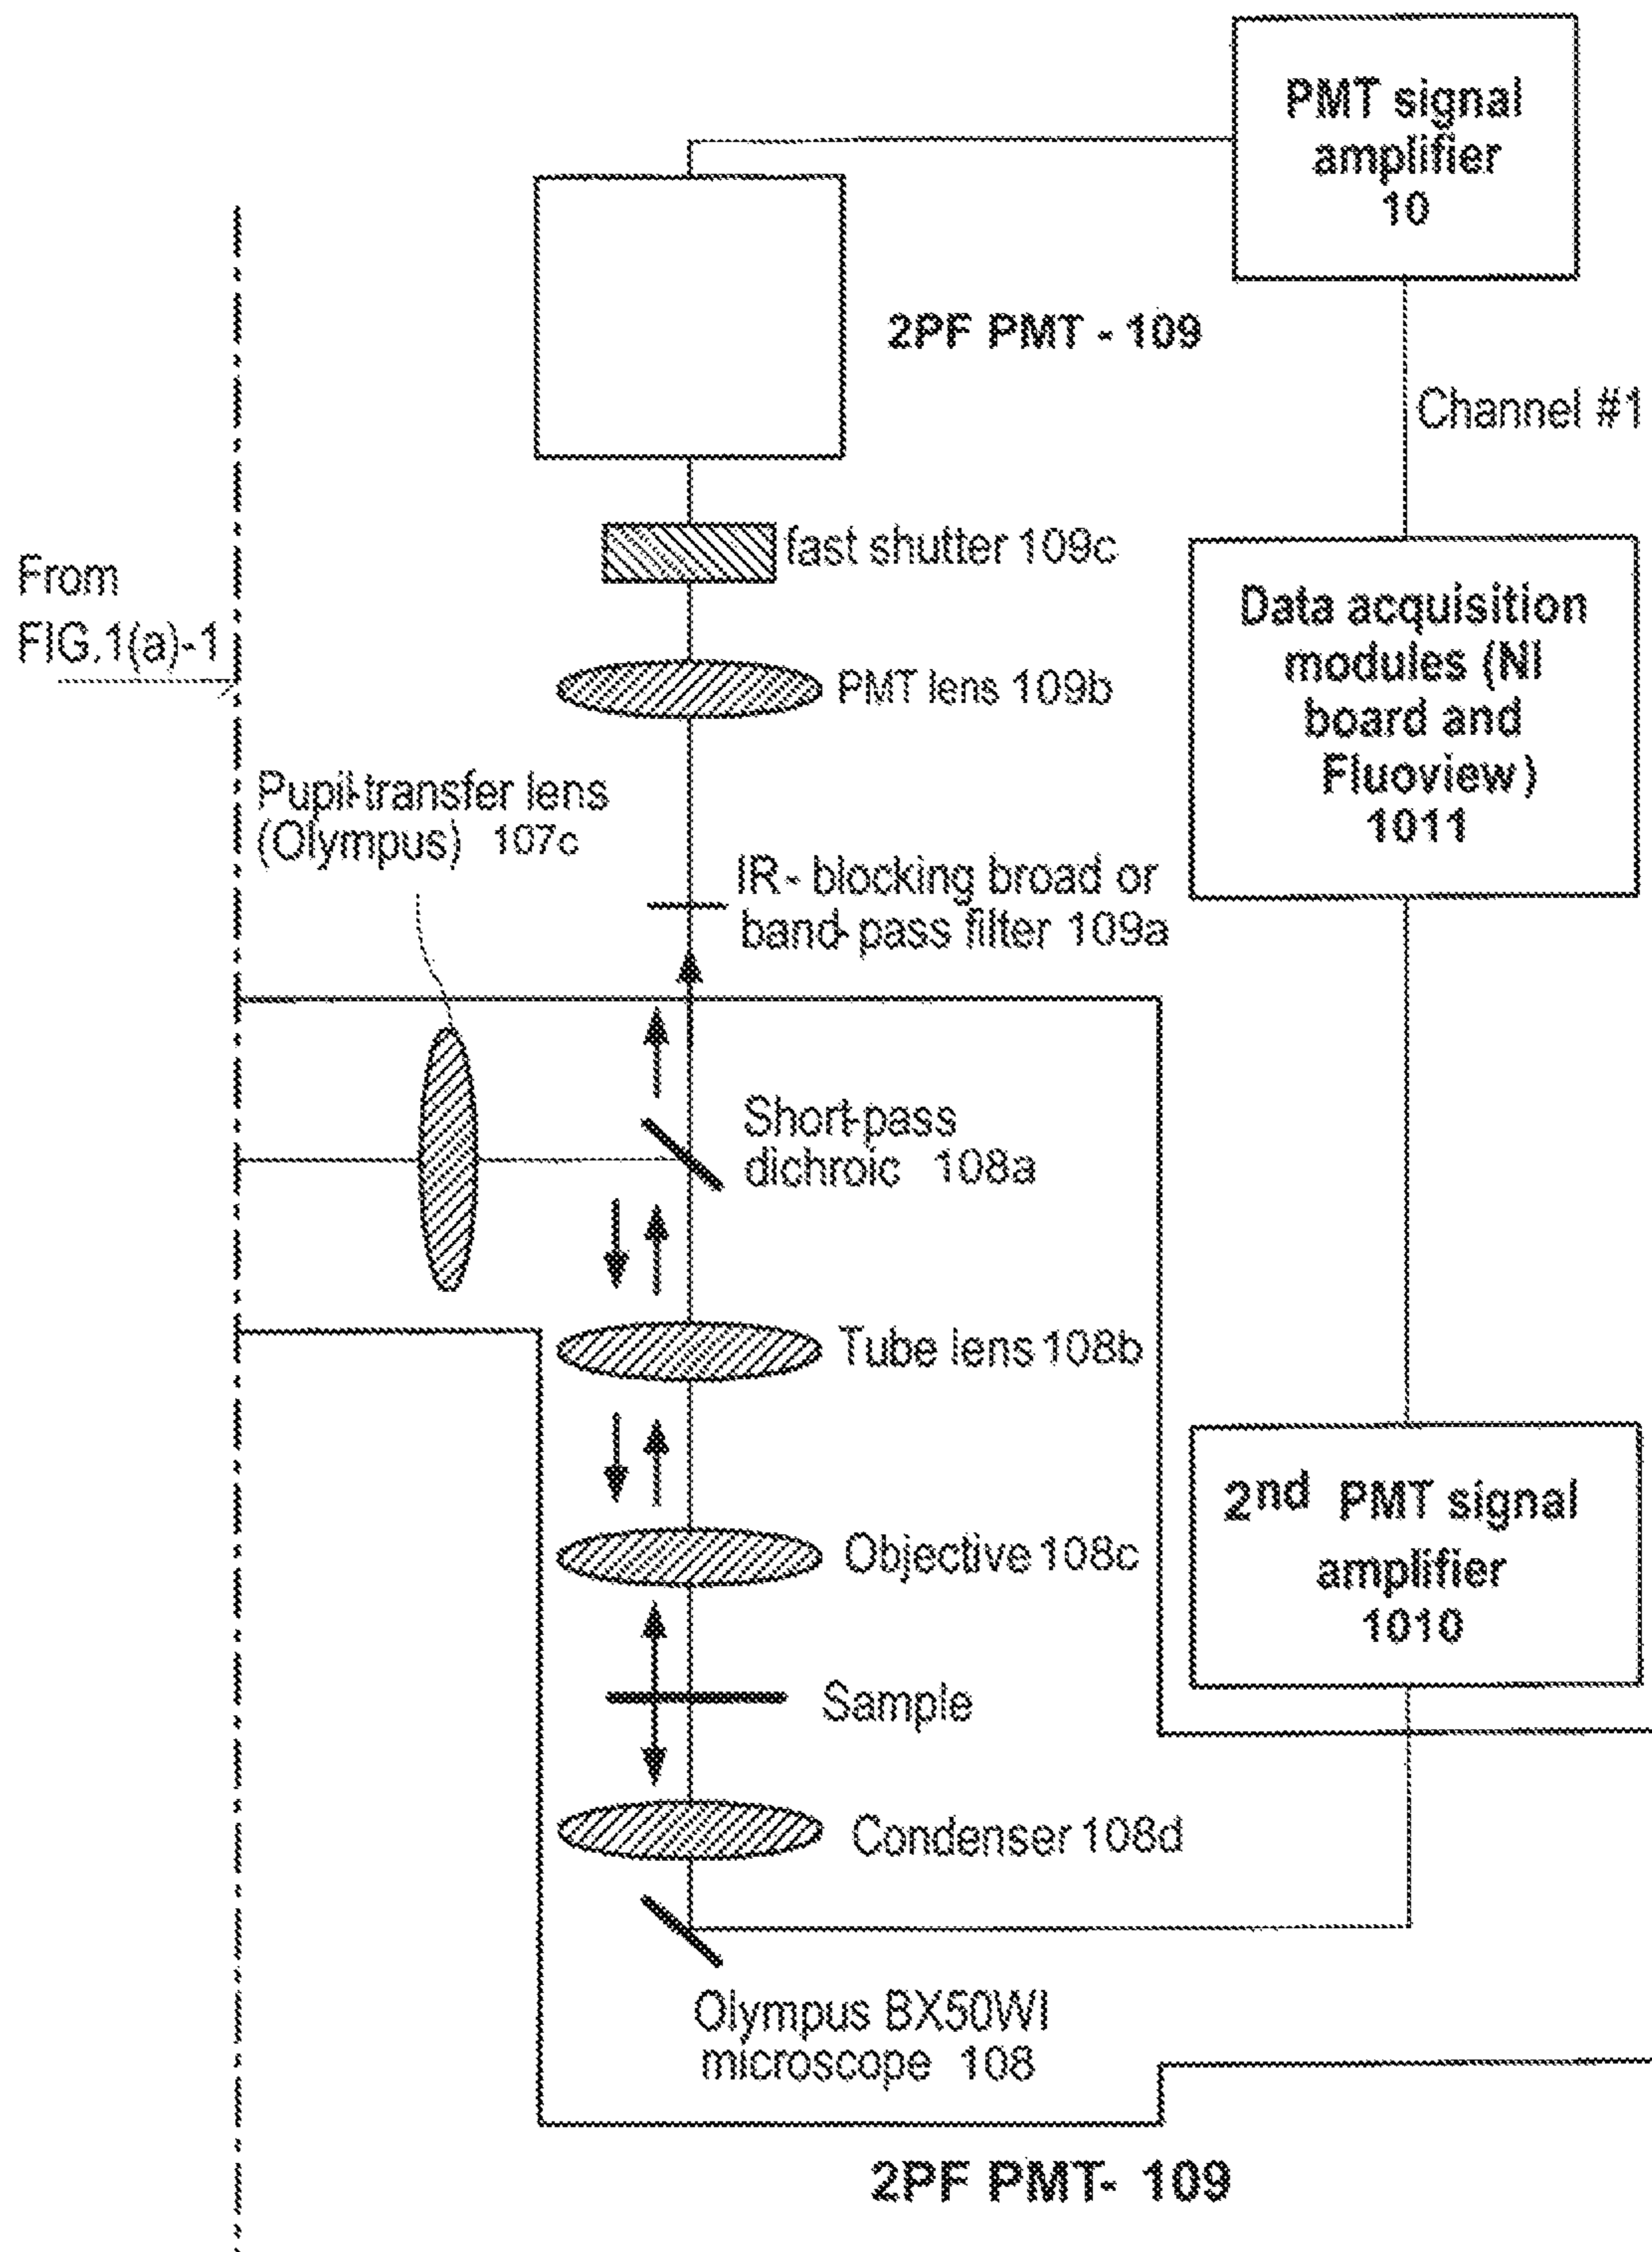 PMT signal
amplifier
10
2PF PMT - 109
Channel #1
fast shutter 109c
From
FIG.1(a)-1
Data acquisition
modules (NI
board and
Fluoview)
1011
PMT lens 109b
Pupil-transfer lens
(Olympus) 107c
IR- blocking broad or
band-pass filter 109a
Short-pass
dichroic 108a
Tube lens 108b
2nd PMT signal
amplifier
1010
Objective 108c
Sample
Condenser 108d
Olympus BX50WI
microscope 108
2PF PMT- 109